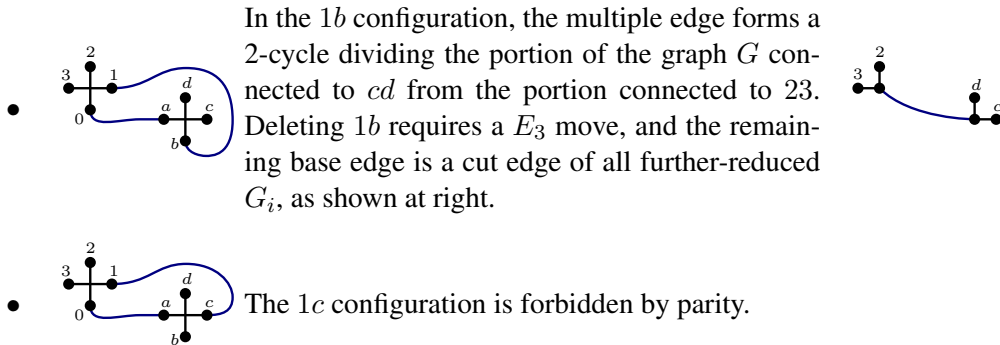 2
3
1
0
a
d
c
b
In the 1b configuration, the multiple edge forms a
2-cycle dividing the portion of the graph G con-
nected to cd from the portion connected to 23.
Deleting 1b requires a E₃ move, and the remain-
ing base edge is a cut edge of all further-reduced
Gᵢ, as shown at right.
2
3
d
c
2
3
1
0
a
d
c
b
The 1c configuration is forbidden by parity.